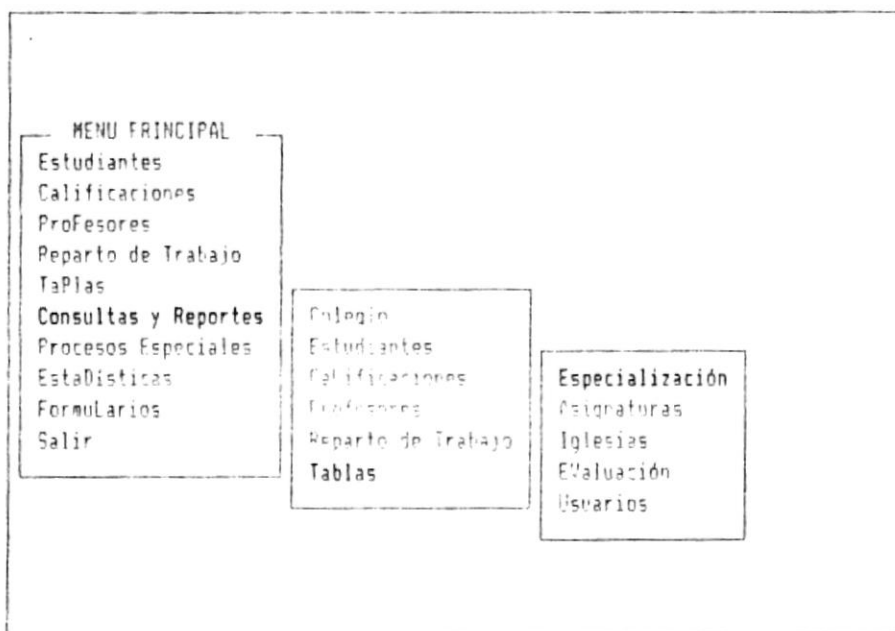 MENU PRINCIPAL
Estudiantes
Calificaciones
ProFesores
Reparto de Trabajo
TaPlas
Consultas y Reportes
Procesos Especiales
EstaDisticas
FormuLarios
Salir
Colegio
Estudiantes
Calificaciones
Profesores
Reparto de Trabajo
Tablas
Especialización
Asignaturas
Iglesias
EValuación
Usuarios